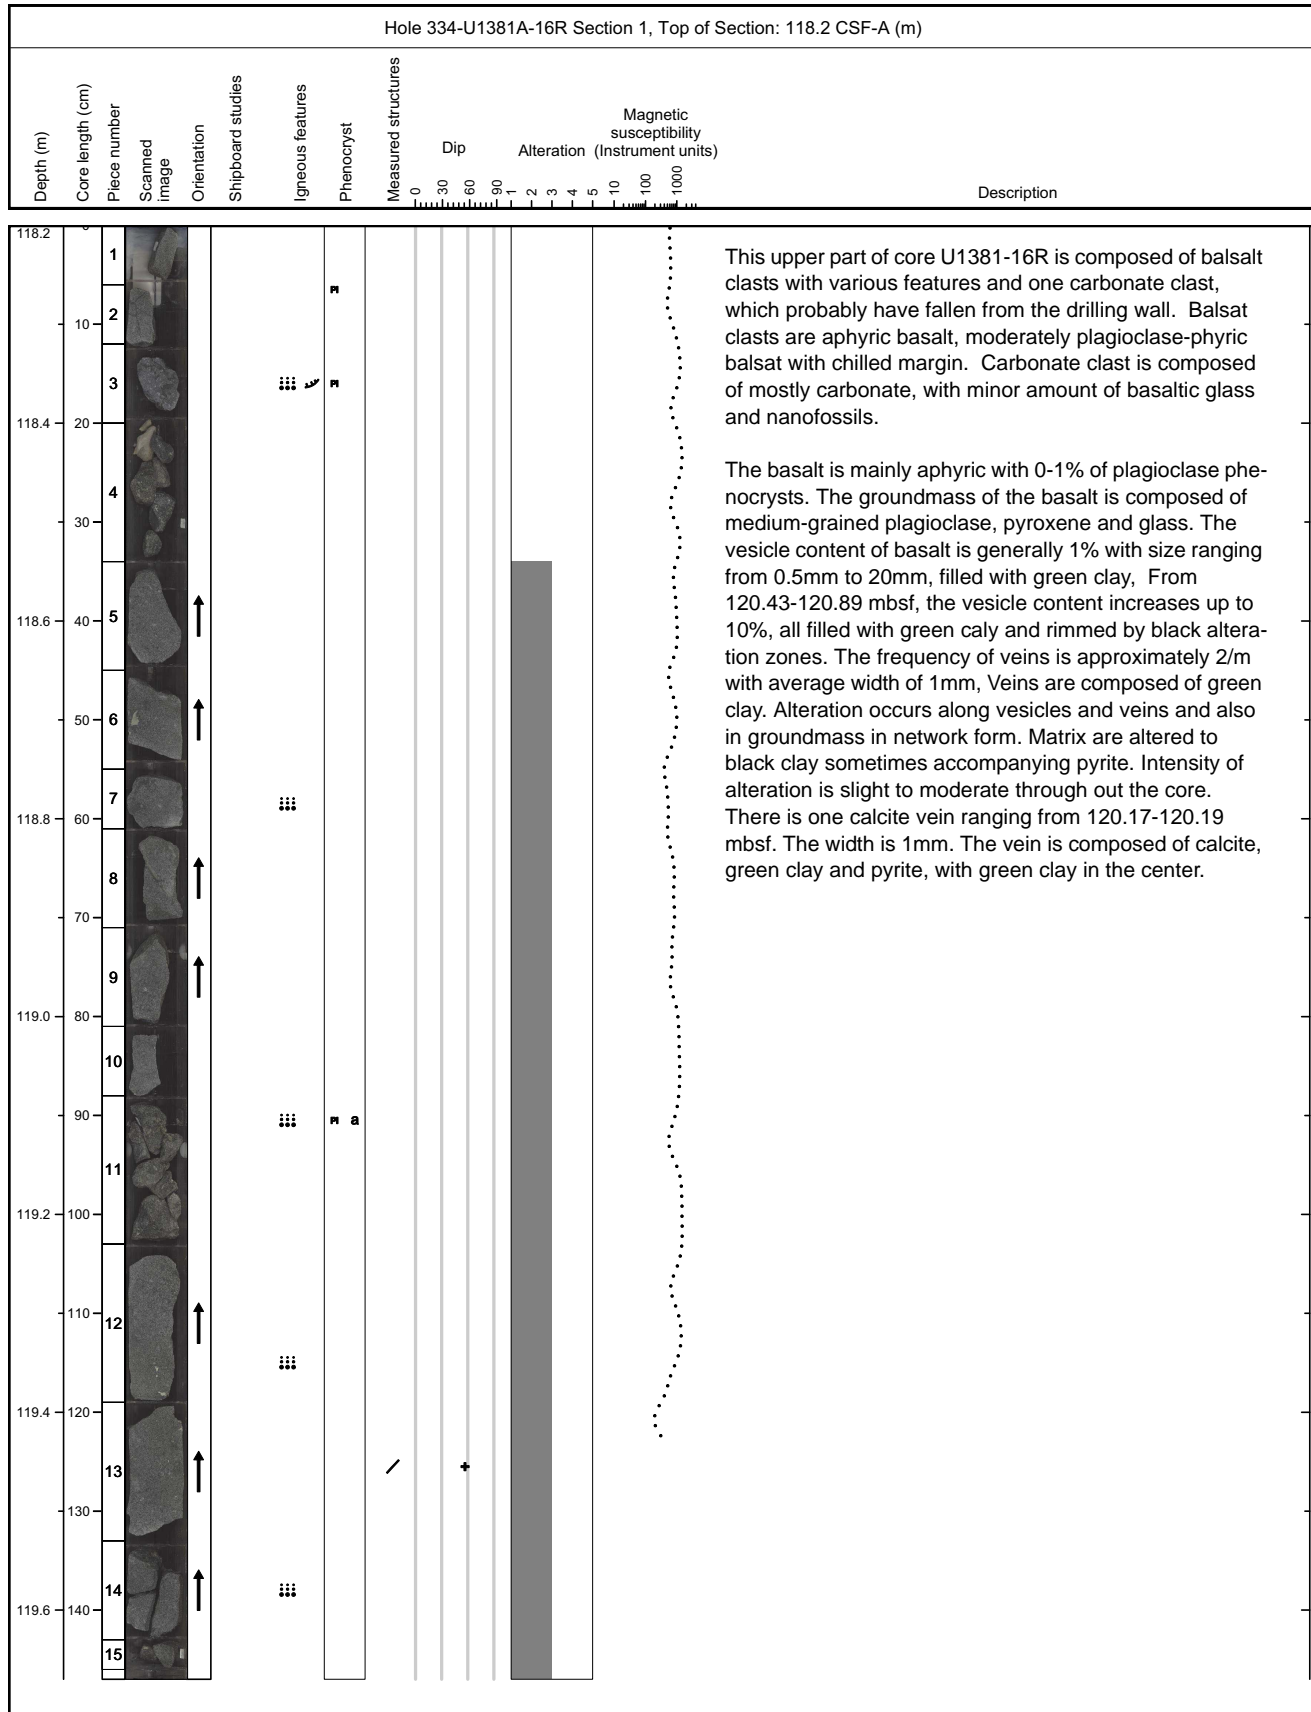 Hole 334-U1381A-16R Section 1, Top of Section: 118.2 CSF-A (m)
Depth (m)
Core length (cm)
Piece number
Scanned
image
Orientation
Shipboard studies
Igneous features
Phenocryst
Measured structures
Dip
0 30 60 90
Alteration
1 2 3 4 5
Magnetic
susceptibility
(Instrument units)
10 100 1000
Description
118.2
0
1
2
10
3
118.4
20
4
30
5
118.6
40
6
50
7
118.8
60
8
70
9
119.0
80
10
90
11
119.2
100
12
110
119.4
120
13
130
14
119.6
140
15
Pl
Pl
Pl a
This upper part of core U1381-16R is composed of balsalt
clasts with various features and one carbonate clast,
which probably have fallen from the drilling wall. Balsat
clasts are aphyric basalt, moderately plagioclase-phyric
balsat with chilled margin. Carbonate clast is composed
of mostly carbonate, with minor amount of basaltic glass
and nanofossils.
The basalt is mainly aphyric with 0-1% of plagioclase phe-
nocrysts. The groundmass of the basalt is composed of
medium-grained plagioclase, pyroxene and glass. The
vesicle content of basalt is generally 1% with size ranging
from 0.5mm to 20mm, filled with green clay, From
120.43-120.89 mbsf, the vesicle content increases up to
10%, all filled with green caly and rimmed by black altera-
tion zones. The frequency of veins is approximately 2/m
with average width of 1mm, Veins are composed of green
clay. Alteration occurs along vesicles and veins and also
in groundmass in network form. Matrix are altered to
black clay sometimes accompanying pyrite. Intensity of
alteration is slight to moderate through out the core.
There is one calcite vein ranging from 120.17-120.19
mbsf. The width is 1mm. The vein is composed of calcite,
green clay and pyrite, with green clay in the center.